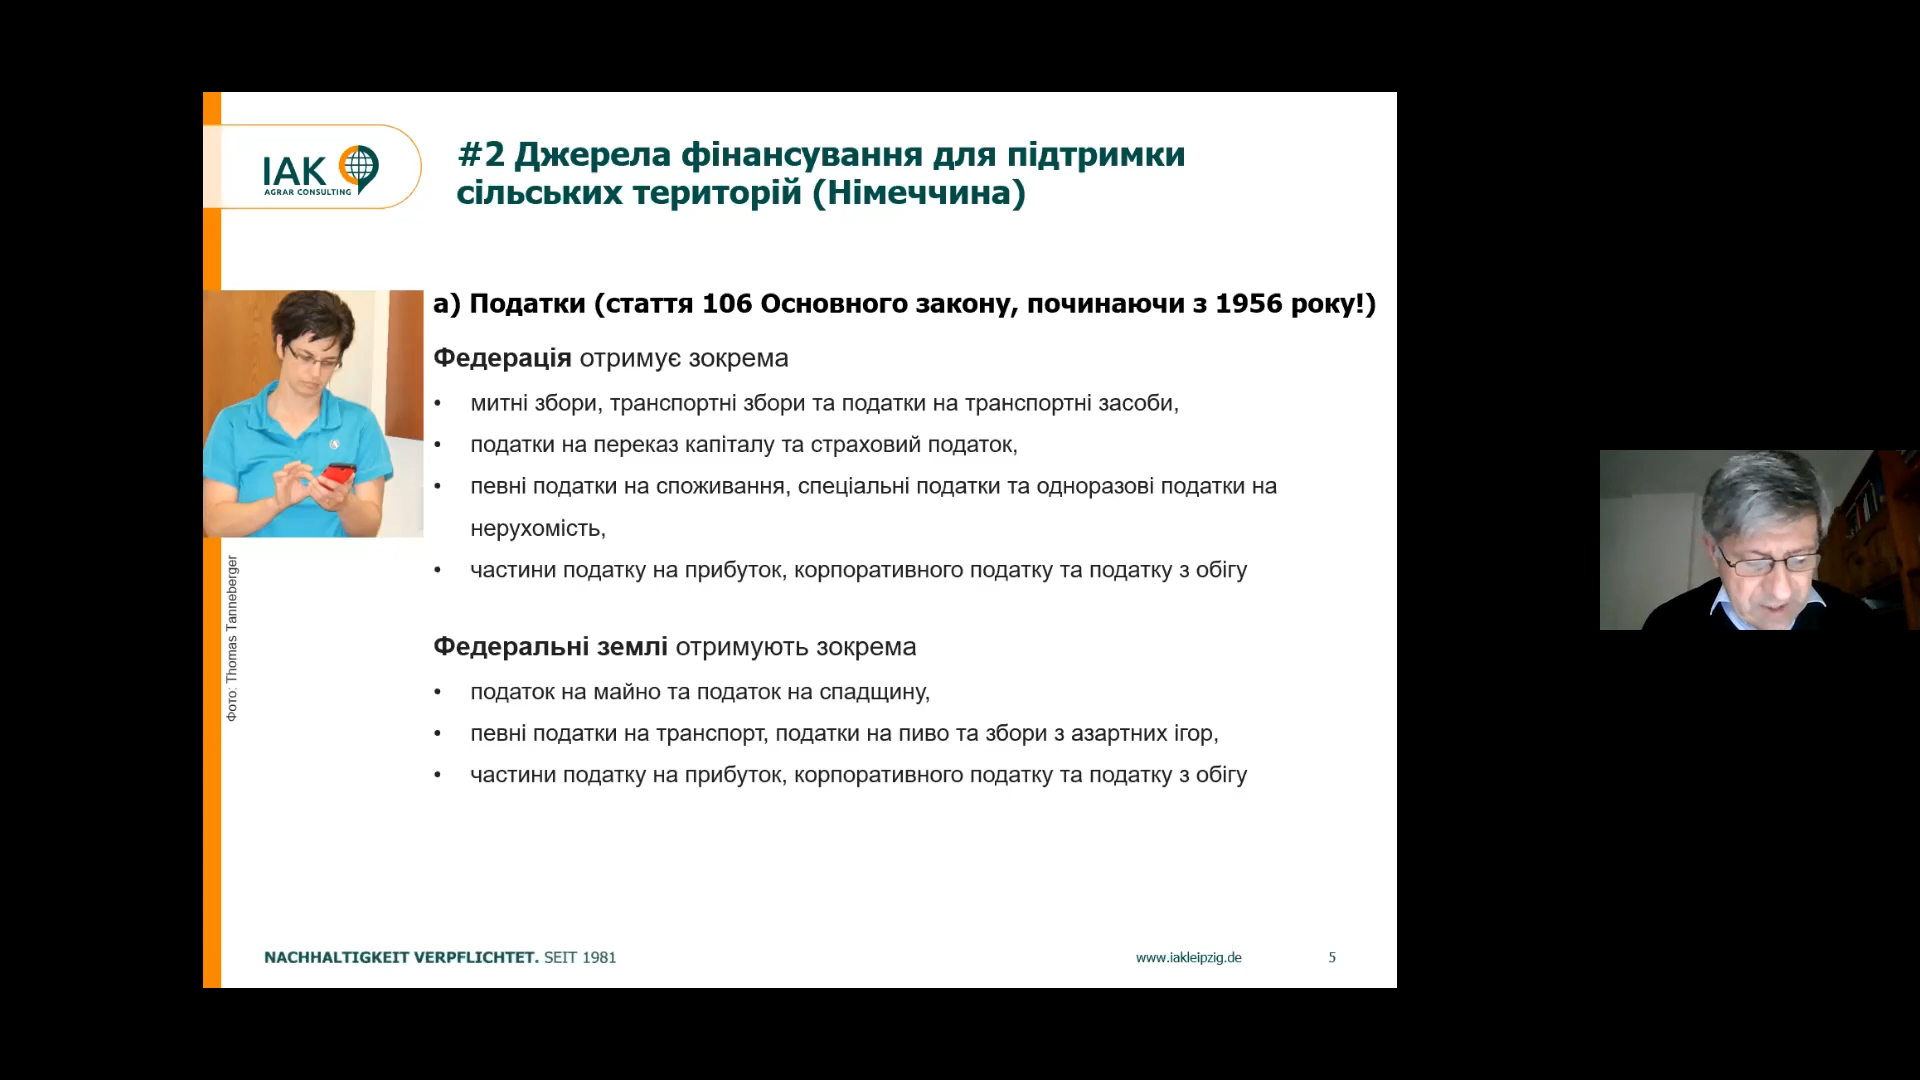 IAK
AGRAR CONSULTING
#2 Джерела фінансування для підтримки
сільських територій (Німеччина)
а) Податки (стаття 106 Основного закону, починаючи з 1956 року!)
Федерація отримує зокрема
• митні збори, транспортні збори та податки на транспортні засоби,
• податки на переказ капіталу та страховий податок,
• певні податки на споживання, спеціальні податки та одноразові податки на
нерухомість,
• частини податку на прибуток, корпоративного податку та податку з обігу
Фото: Thomas Tanneberger
Федеральні землі отримують зокрема
• податок на майно та податок на спадщину,
• певні податки на транспорт, податки на пиво та збори з азартних ігор,
• частини податку на прибуток, корпоративного податку та податку з обігу
NACHHALTIGKEIT VERPFLICHTET. SEIT 1981
www.iakleipzig.de
5